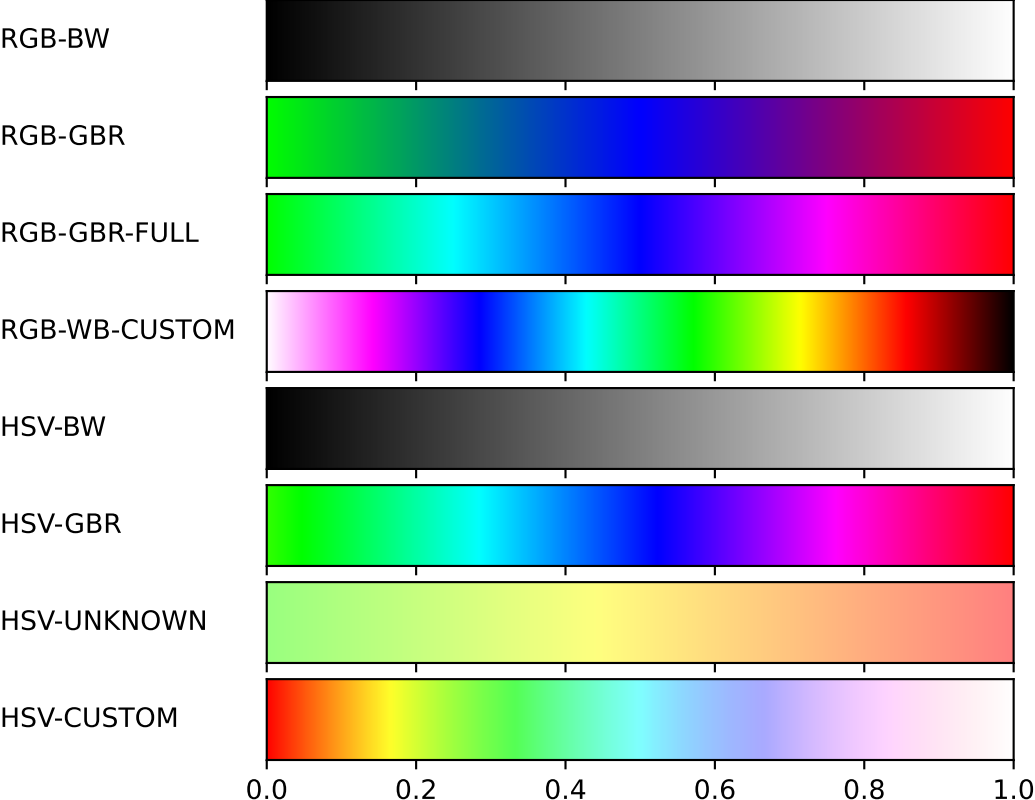 RGB-BW
RGB-GBR
RGB-GBR-FULL
RGB-WB-CUSTOM
HSV-BW
HSV-GBR
HSV-UNKNOWN
HSV-CUSTOM
0.0 0.2 0.4 0.6 0.8 1.0